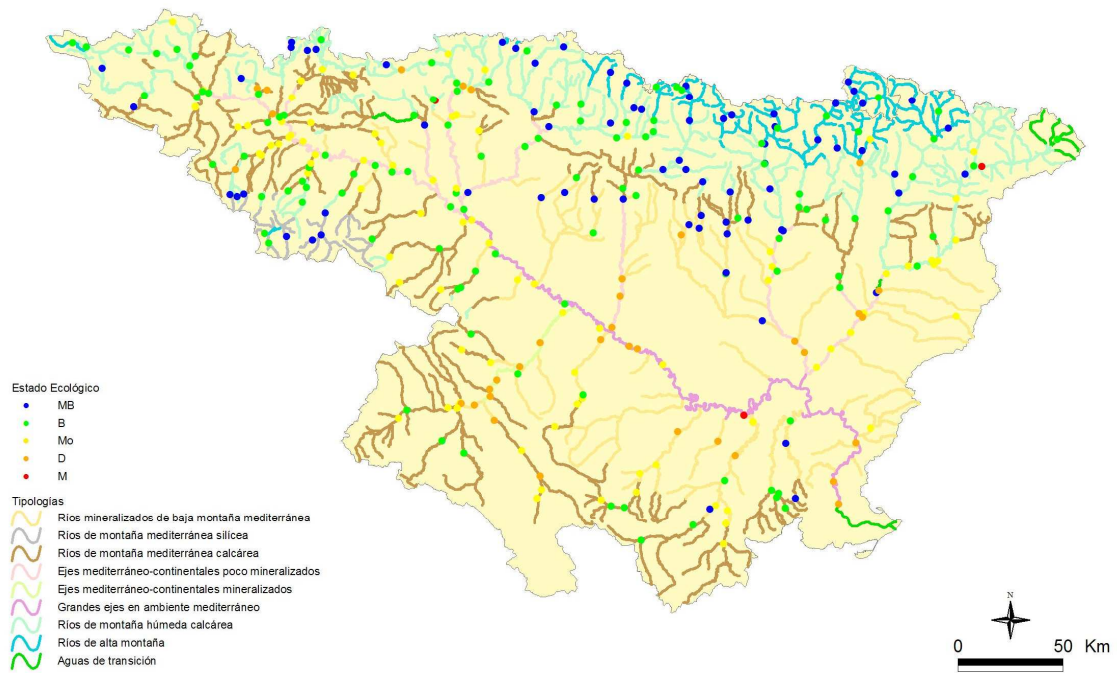 Estado Ecológico
MB
B
Mo
D
M
Tipologías
Ríos mineralizados de baja montaña mediterránea
Ríos de montaña mediterránea silícea
Ríos de montaña mediterránea calcárea
Ejes mediterráneo-continentales poco mineralizados
Ejes mediterráneo-continentales mineralizados
Grandes ejes en ambiente mediterráneo
Ríos de montaña húmeda calcárea
Ríos de alta montaña
Aguas de transición
N
0 50 Km